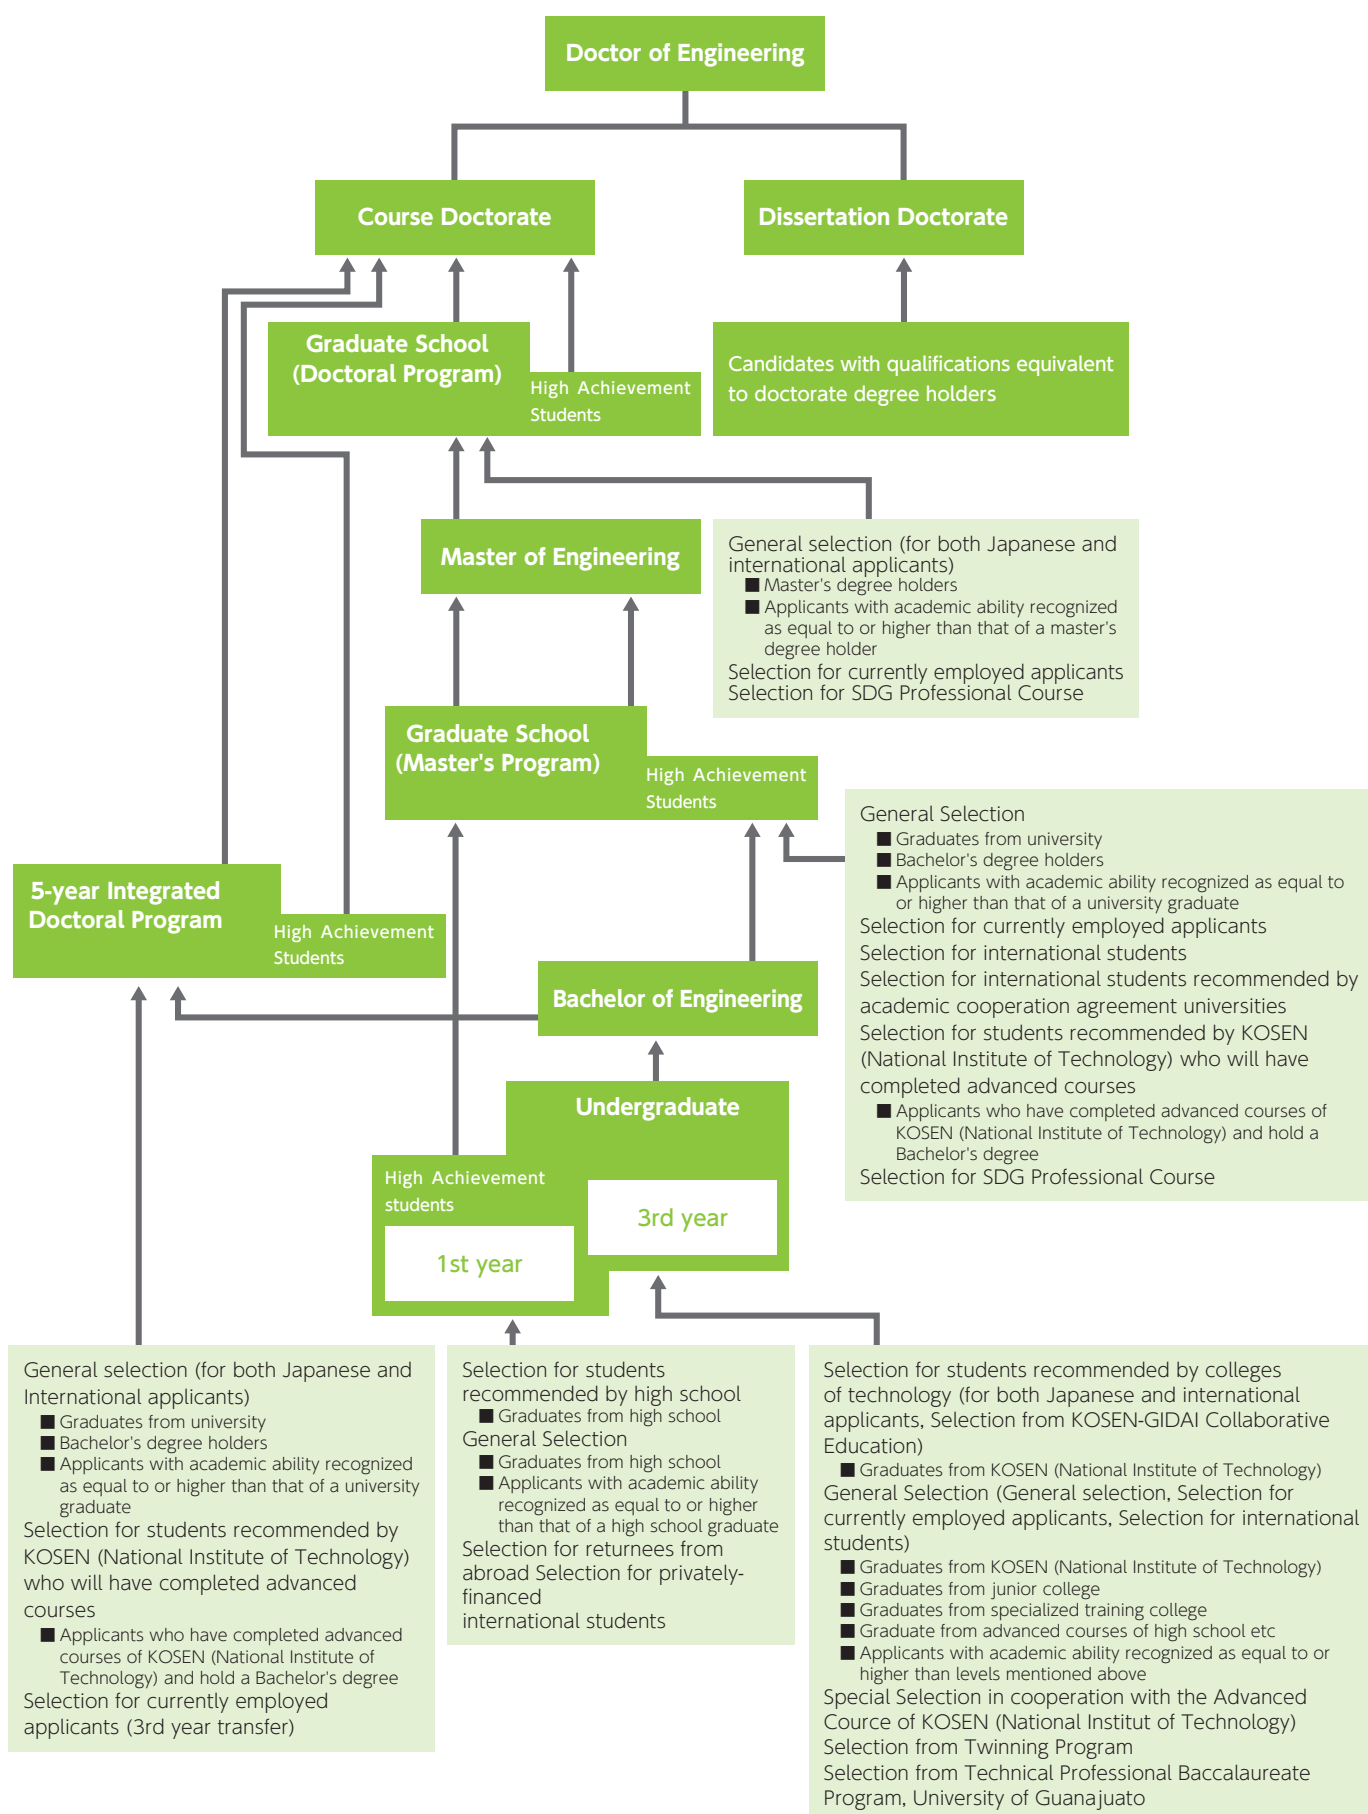 Doctor of Engineering
Course Doctorate
Dissertation Doctorate
Graduate School
(Doctoral Program)
High Achievement
Students
Candidates with qualifications equivalent
to doctorate degree holders
Master of Engineering
General selection (for both Japanese and
international applicants)
■ Master's degree holders
■ Applicants with academic ability recognized
as equal to or higher than that of a master's
degree holder
Selection for currently employed applicants
Selection for SDG Professional Course
Graduate School
(Master's Program)
High Achievement
Students
General Selection
■ Graduates from university
■ Bachelor's degree holders
■ Applicants with academic ability recognized as equal to
or higher than that of a university graduate
Selection for currently employed applicants
Selection for international students
Selection for international students recommended by
academic cooperation agreement universities
Selection for students recommended by KOSEN
(National Institute of Technology) who will have
completed advanced courses
■ Applicants who have completed advanced courses of
KOSEN (National Institute of Technology) and hold a
Bachelor's degree
Selection for SDG Professional Course
5-year Integrated
Doctoral Program
High Achievement
Students
Bachelor of Engineering
Undergraduate
High Achievement
students
3rd year
1st year
General selection (for both Japanese and
International applicants)
■ Graduates from university
■ Bachelor's degree holders
■ Applicants with academic ability recognized
as equal to or higher than that of a university
graduate
Selection for students recommended by
KOSEN (National Institute of Technology)
who will have completed advanced
courses
■ Applicants who have completed advanced
courses of KOSEN (National Institute of
Technology) and hold a Bachelor's degree
Selection for currently employed
applicants (3rd year transfer)
Selection for students
recommended by high school
■ Graduates from high school
General Selection
■ Graduates from high school
■ Applicants with academic ability
recognized as equal to or higher
than that of a high school graduate
Selection for returnees from
abroad Selection for privately-
financed
international students
Selection for students recommended by colleges
of technology (for both Japanese and international
applicants, Selection from KOSEN-GIDAI Collaborative
Education)
■ Graduates from KOSEN (National Institute of Technology)
General Selection (General selection, Selection for
currently employed applicants, Selection for international
students)
■ Graduates from KOSEN (National Institute of Technology)
■ Graduates from junior college
■ Graduates from specialized training college
■ Graduate from advanced courses of high school etc
■ Applicants with academic ability recognized as equal to or
higher than levels mentioned above
Special Selection in cooperation with the Advanced
Cource of KOSEN (National Institut of Technology)
Selection from Twinning Program
Selection from Technical Professional Baccalaureate
Program, University of Guanajuato